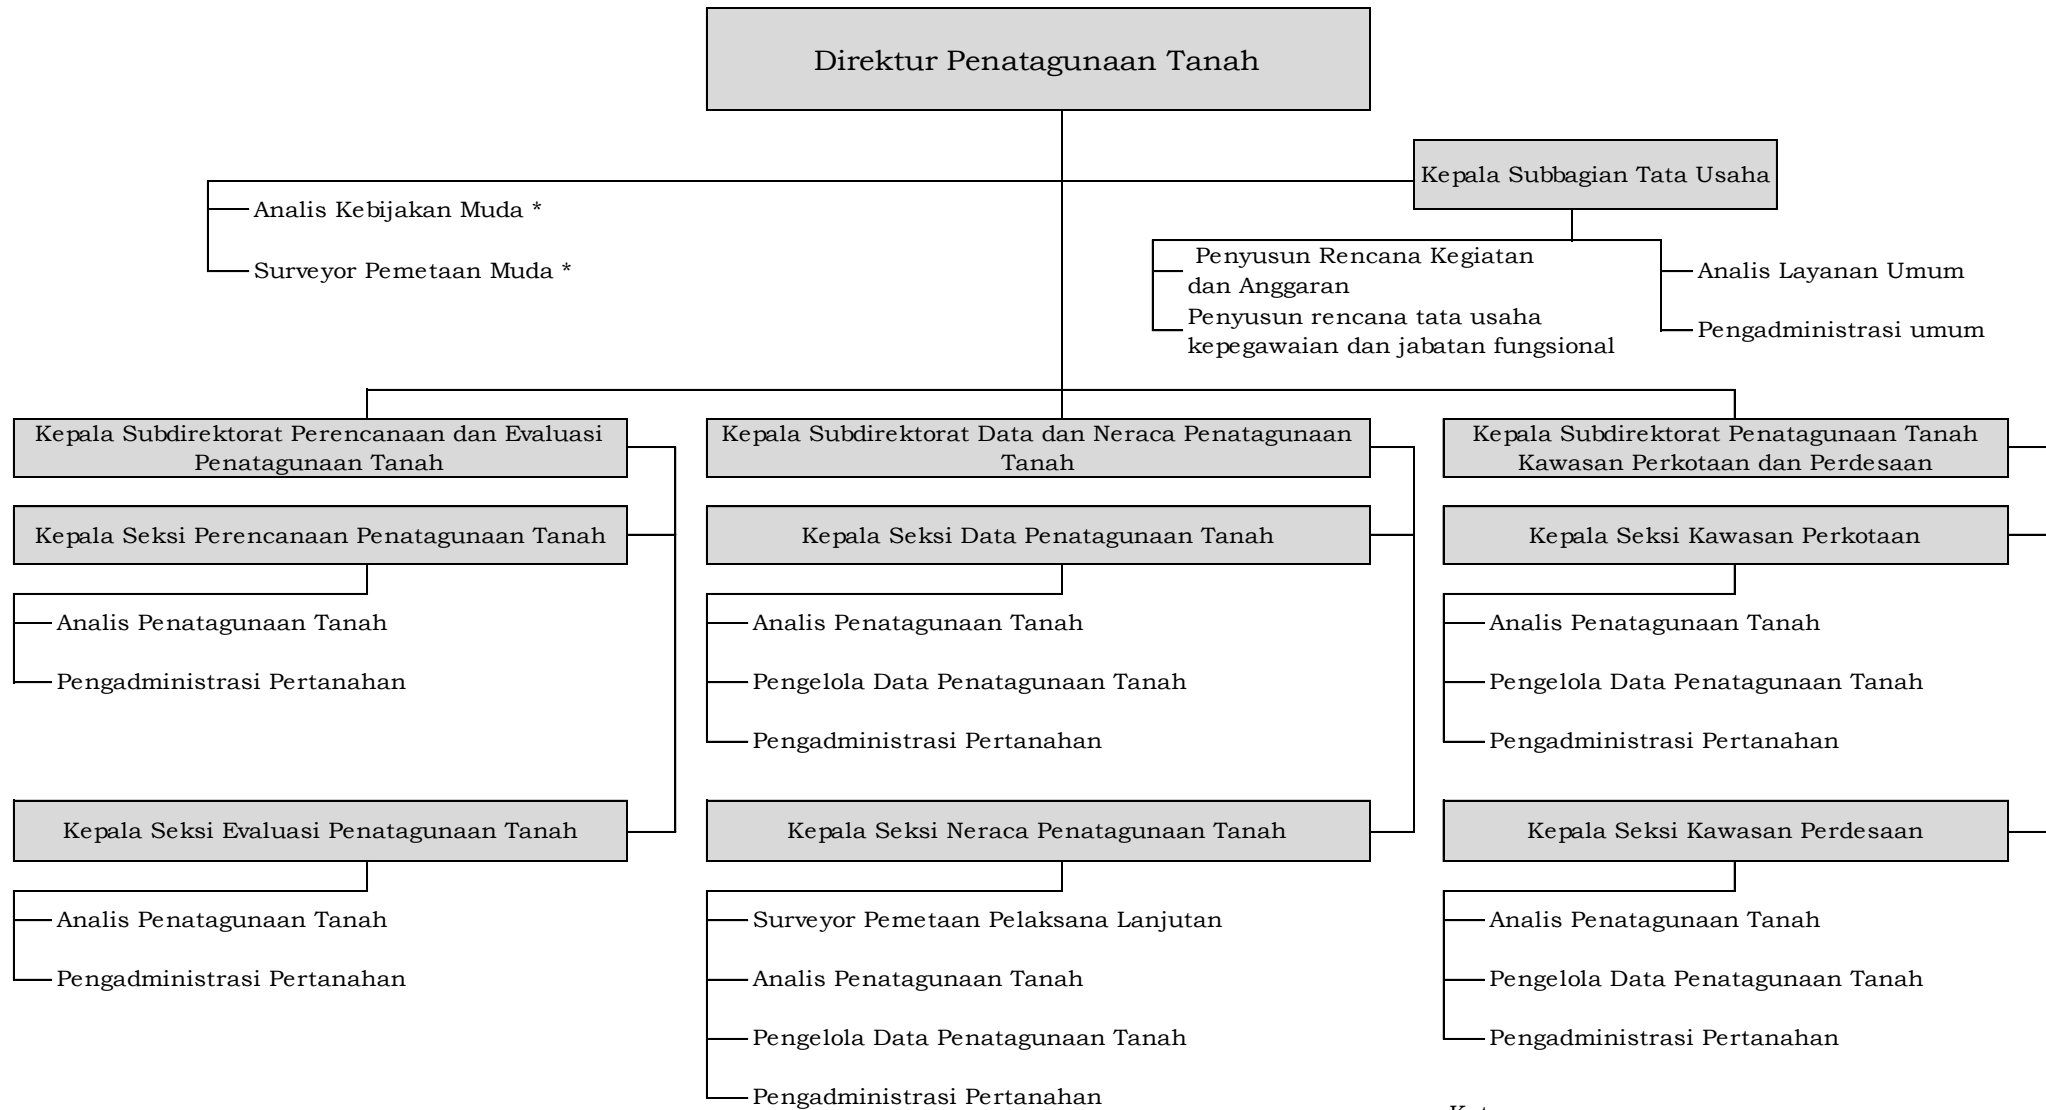 Direktur Penatagunaan Tanah
Kepala Subbagian Tata Usaha
Analis Kebijakan Muda *
Surveyor Pemetaan Muda *
Penyusun Rencana Kegiatan
dan Anggaran
Penyusun rencana tata usaha
kepegawaian dan jabatan fungsional
Analis Layanan Umum
Pengadministrasi umum
Kepala Subdirektorat Perencanaan dan Evaluasi
Penatagunaan Tanah
Kepala Seksi Perencanaan Penatagunaan Tanah
Analis Penatagunaan Tanah
Pengadministrasi Pertanahan
Kepala Seksi Evaluasi Penatagunaan Tanah
Analis Penatagunaan Tanah
Pengadministrasi Pertanahan
Kepala Subdirektorat Data dan Neraca Penatagunaan
Tanah
Kepala Seksi Data Penatagunaan Tanah
Analis Penatagunaan Tanah
Pengelola Data Penatagunaan Tanah
Pengadministrasi Pertanahan
Kepala Seksi Neraca Penatagunaan Tanah
Surveyor Pemetaan Pelaksana Lanjutan
Analis Penatagunaan Tanah
Pengelola Data Penatagunaan Tanah
Pengadministrasi Pertanahan
Kepala Subdirektorat Penatagunaan Tanah
Kawasan Perkotaan dan Perdesaan
Kepala Seksi Kawasan Perkotaan
Analis Penatagunaan Tanah
Pengelola Data Penatagunaan Tanah
Pengadministrasi Pertanahan
Kepala Seksi Kawasan Perdesaan
Analis Penatagunaan Tanah
Pengelola Data Penatagunaan Tanah
Pengadministrasi Pertanahan